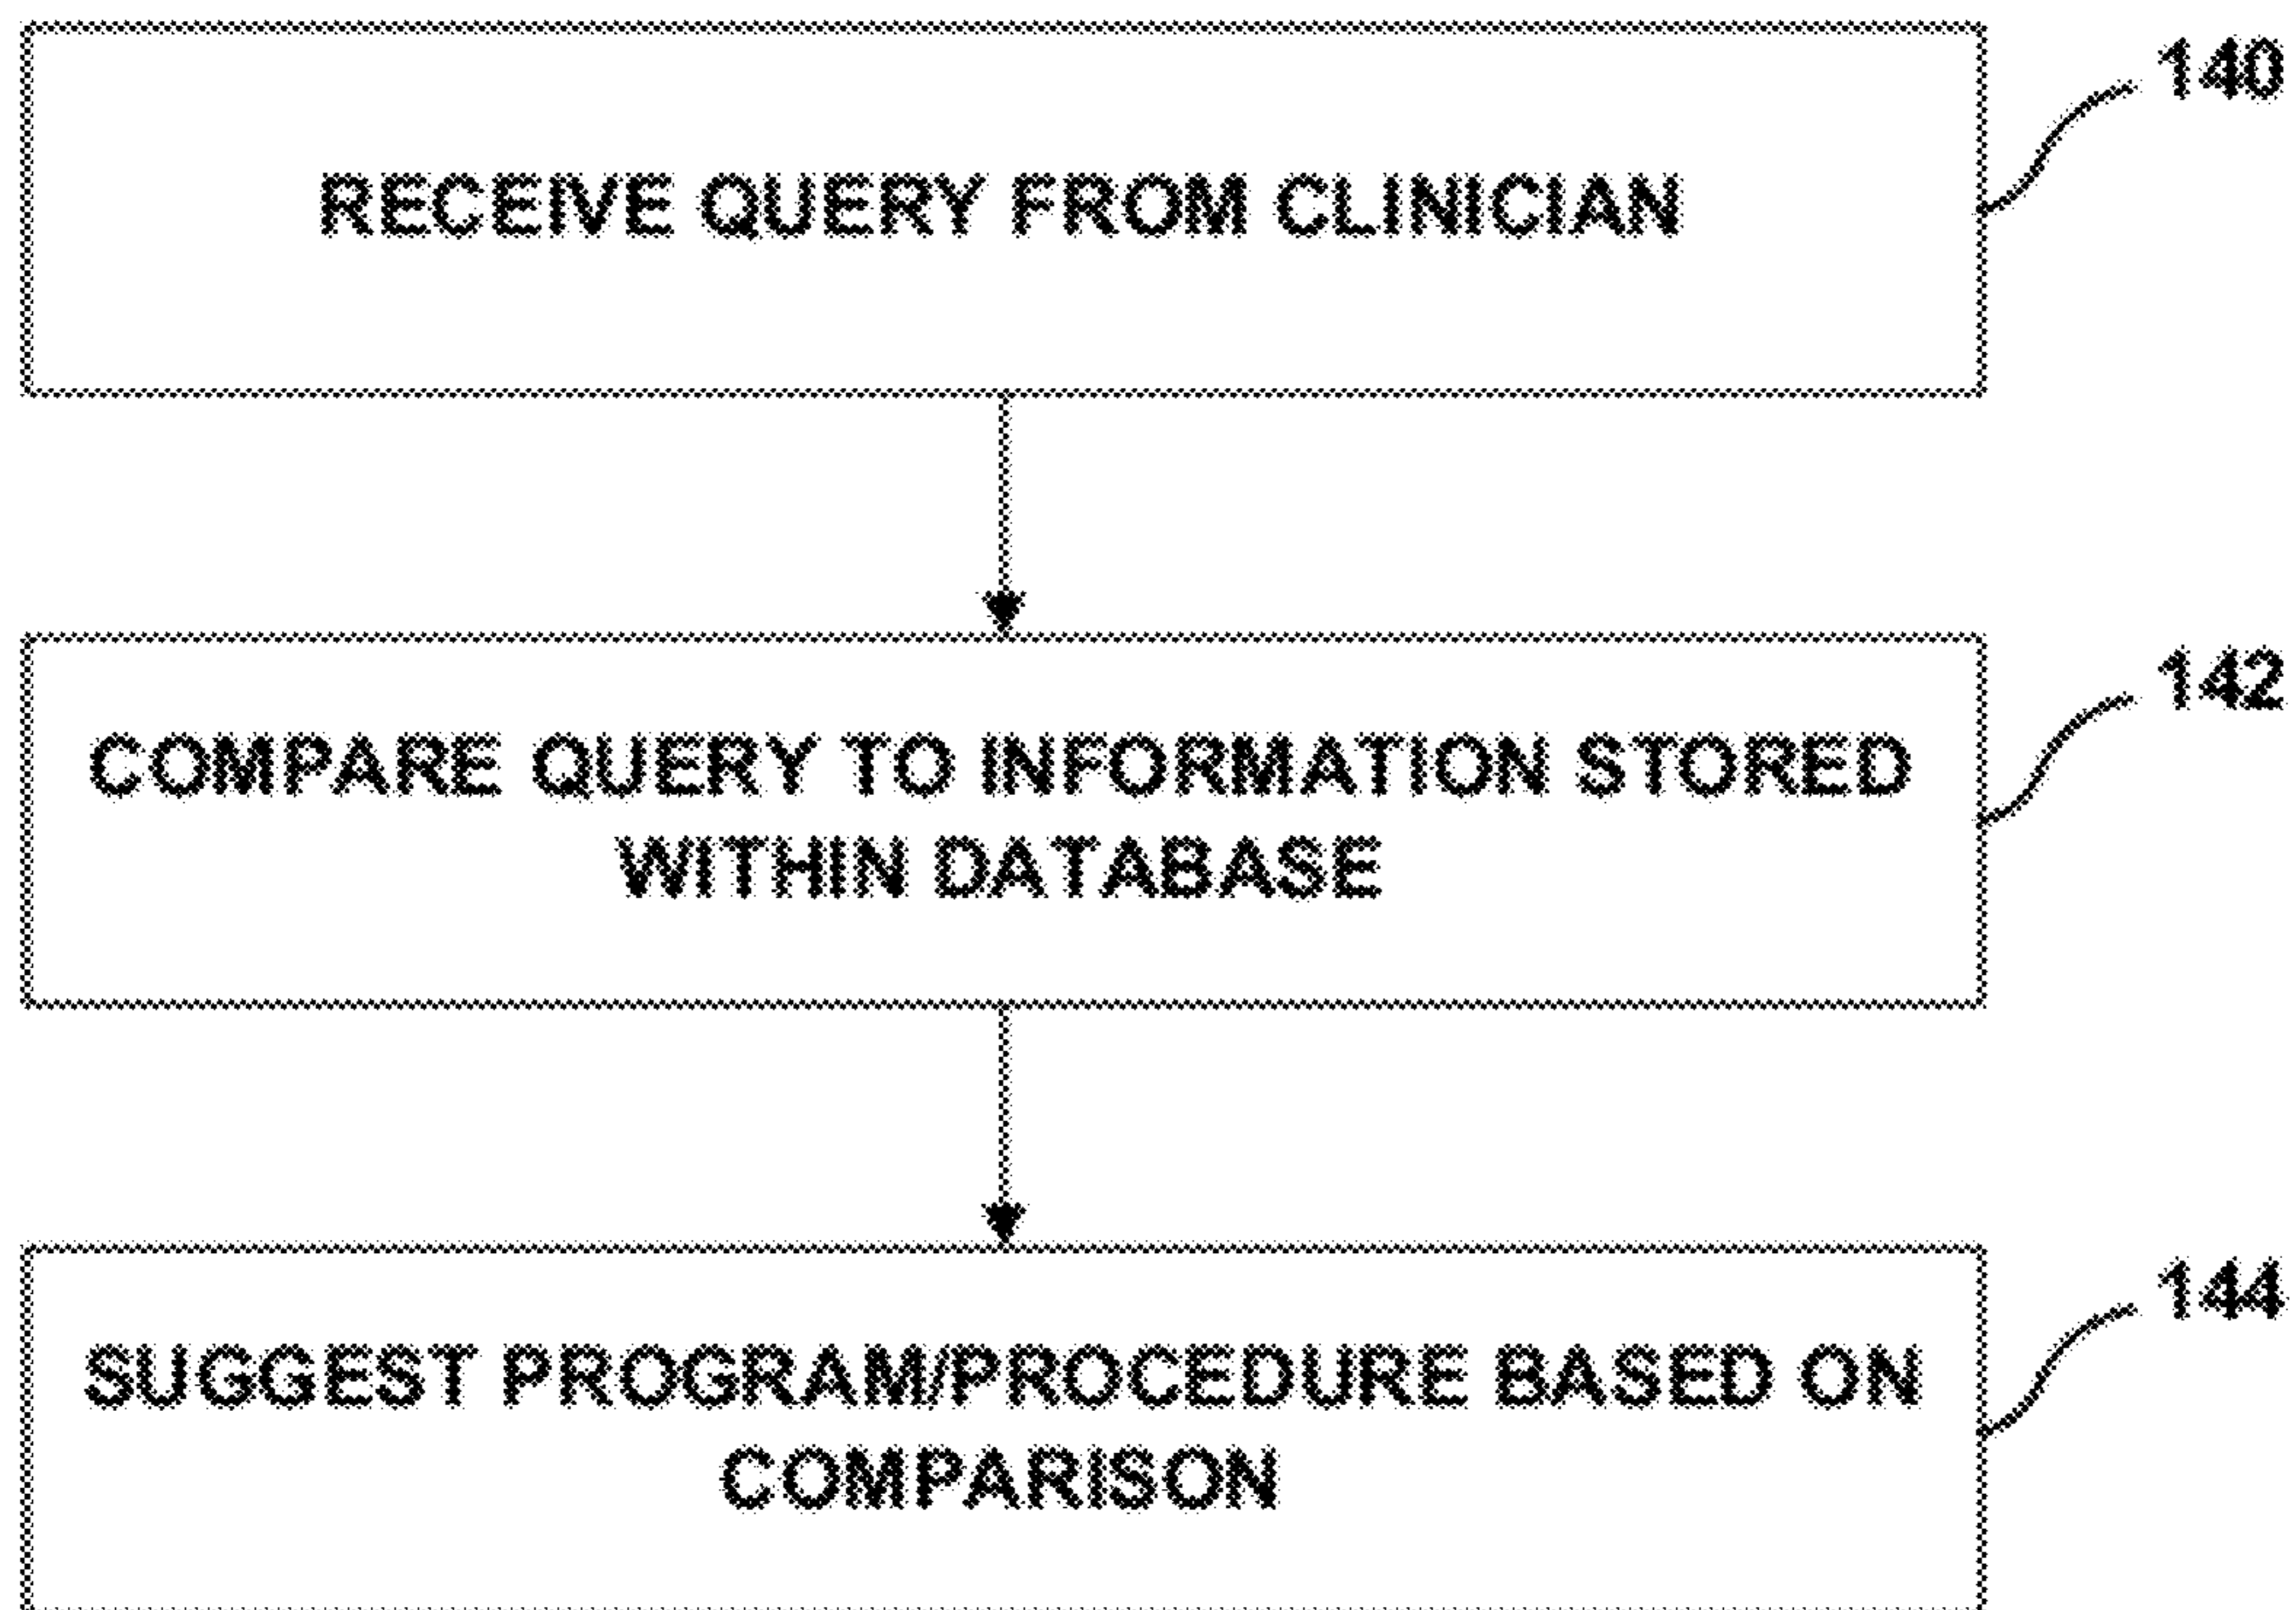 140
RECEIVE QUERY FROM CLINICIAN
142
COMPARE QUERY TO INFORMATION STORED
WITHIN DATABASE
144
SUGGEST PROGRAM/PROCEDURE BASED ON
COMPARISON